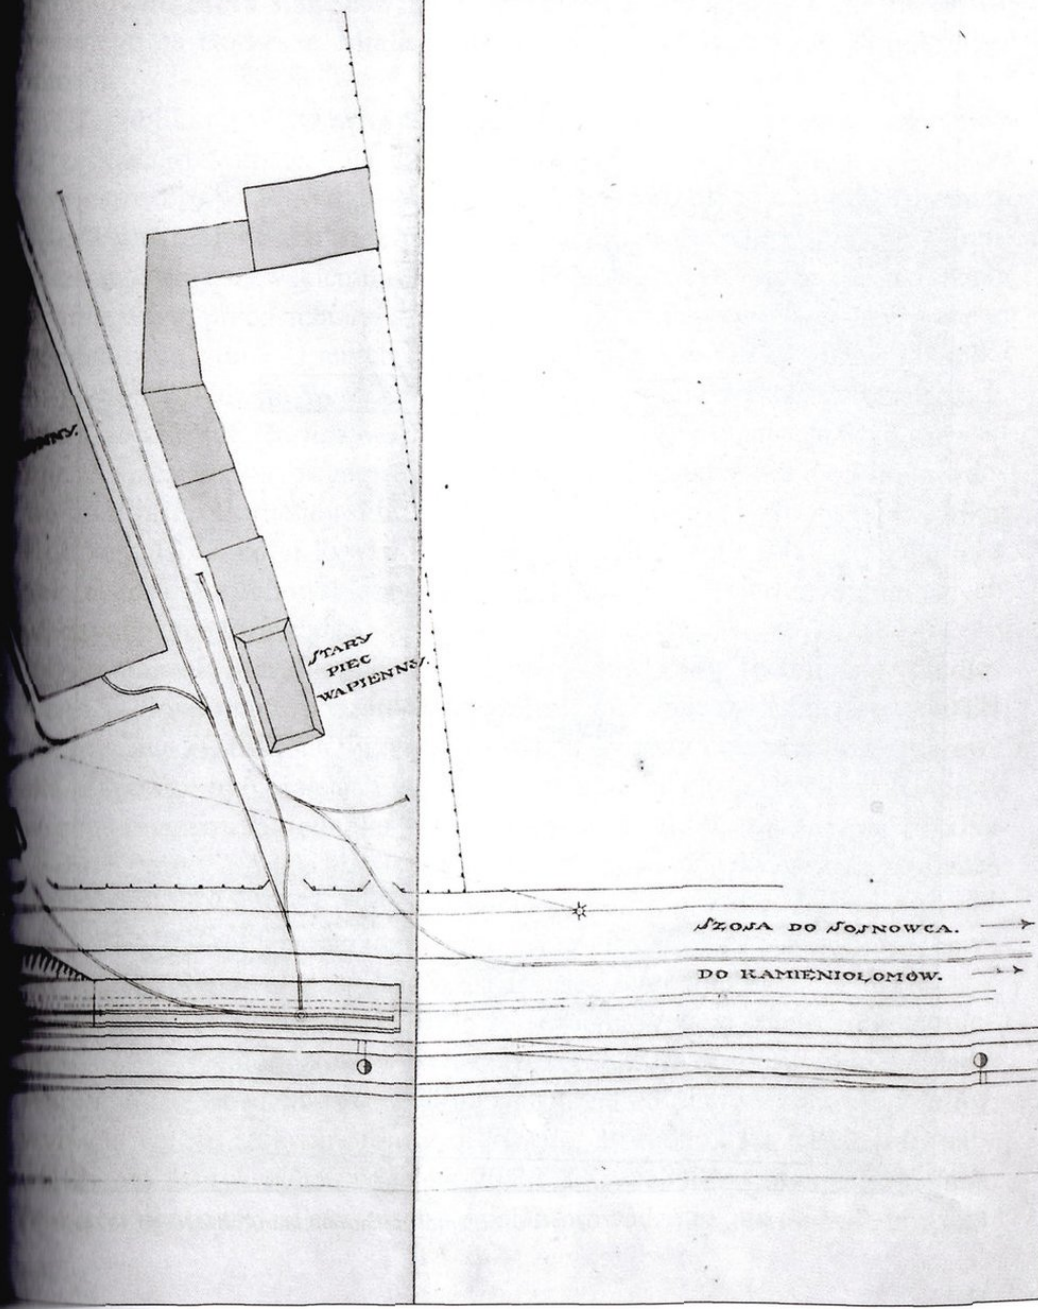 STARY
PIEC
WAPIENNY.
SZOSA DO SOSNOWCA.
DO KAMIENIOŁOMÓW.